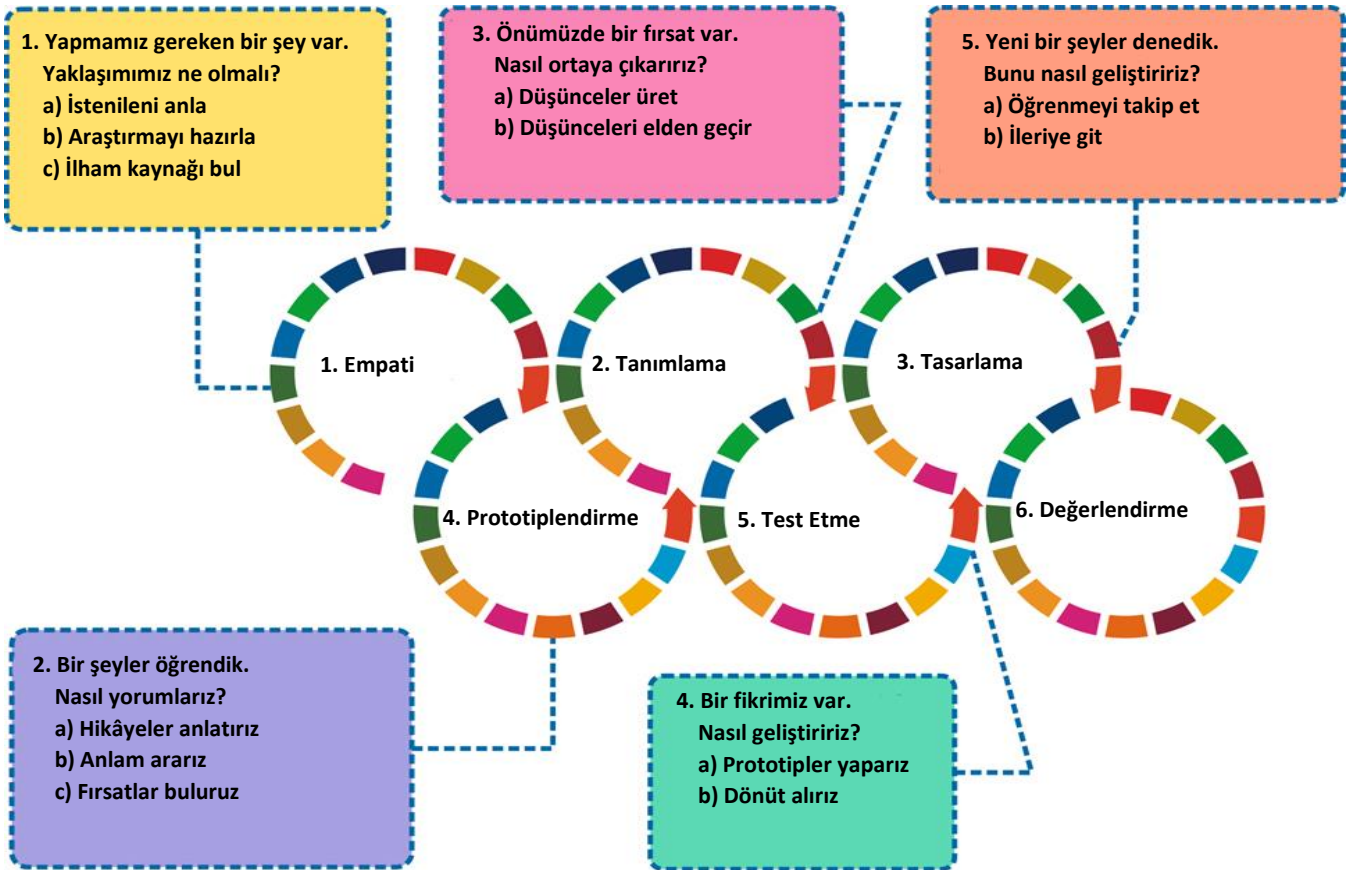 1. Yapmamız gereken bir şey var.
Yaklaşımımız ne olmalı?
a) İstenileni anla
b) Araştırmayı hazırla
c) İlham kaynağı bul
3. Önümüzde bir fırsat var.
Nasıl ortaya çıkarırız?
a) Düşünceler üret
b) Düşünceleri elden geçir
5. Yeni bir şeyler denedik.
Bunu nasıl geliştiririz?
a) Öğrenmeyi takip et
b) İleriye git
1. Empati
2. Tanımlama
3. Tasarlama
4. Prototiplendirme
5. Test Etme
6. Değerlendirme
2. Bir şeyler öğrendik.
Nasıl yorumlarız?
a) Hikâyeler anlatırız
b) Anlam ararız
c) Fırsatlar buluruz
4. Bir fikrimiz var.
Nasıl geliştiririz?
a) Prototipler yaparız
b) Dönüt alırız